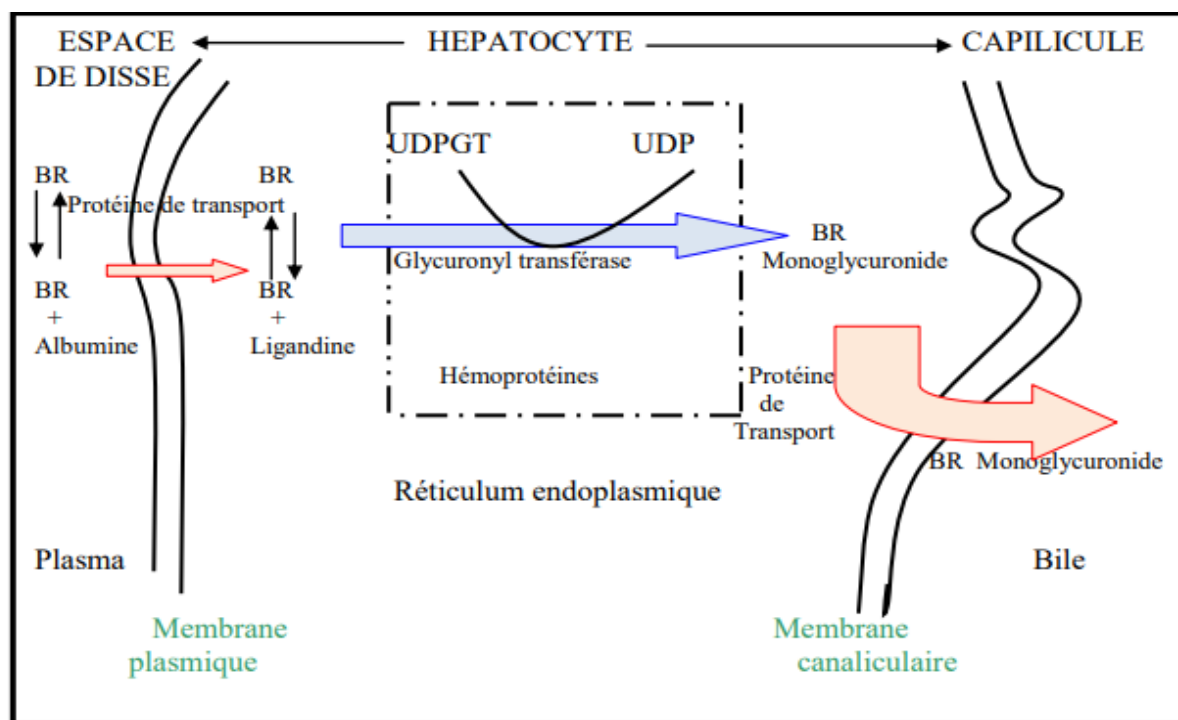 ESPACE DE DISSE
HEPATOCYTE
CAPILICULE
UDPGT
UDP
BR
Protéine de transport
BR
BR
+
Albumine
BR
+
Ligandine
Glycuronyl transférase
BR
Monoglycuronide
Hémoprotéines
Protéine
de
Transport
BR Monoglycuronide
Réticulum endoplasmique
Plasma
Bile
Membrane
plasmique
Membrane
canaliculaire